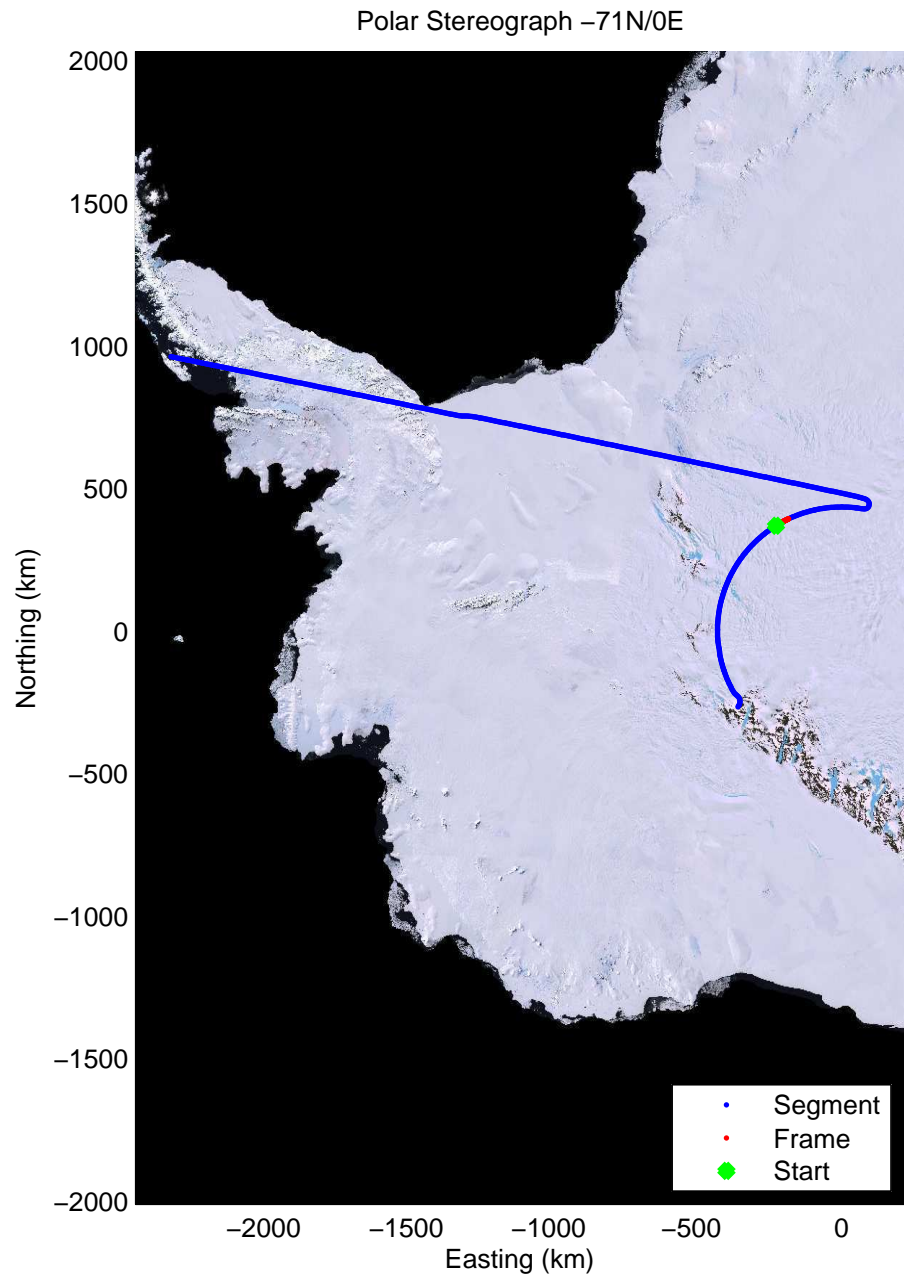 Polar Stereograph −71N/0E
2000
1500
1000
500
0
−500
−1000
−1500
−2000
Northing (km)
−2000 −1500 −1000 −500 0
Easting (km)
Segment
Frame
Start